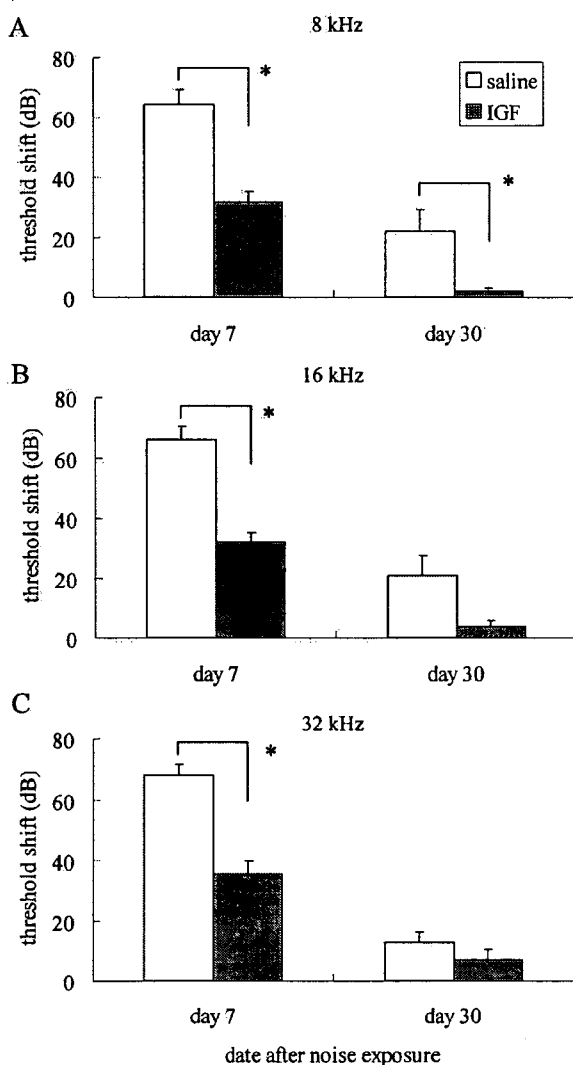 A
8 kHz
80
60
40
20
0
threshold shift (dB)
*
*
saline
IGF
day 7
day 30
B
16 kHz
80
60
40
20
0
threshold shift (dB)
*
day 7
day 30
C
32 kHz
80
60
40
20
0
threshold shift (dB)
*
day 7
day 30
date after noise exposure